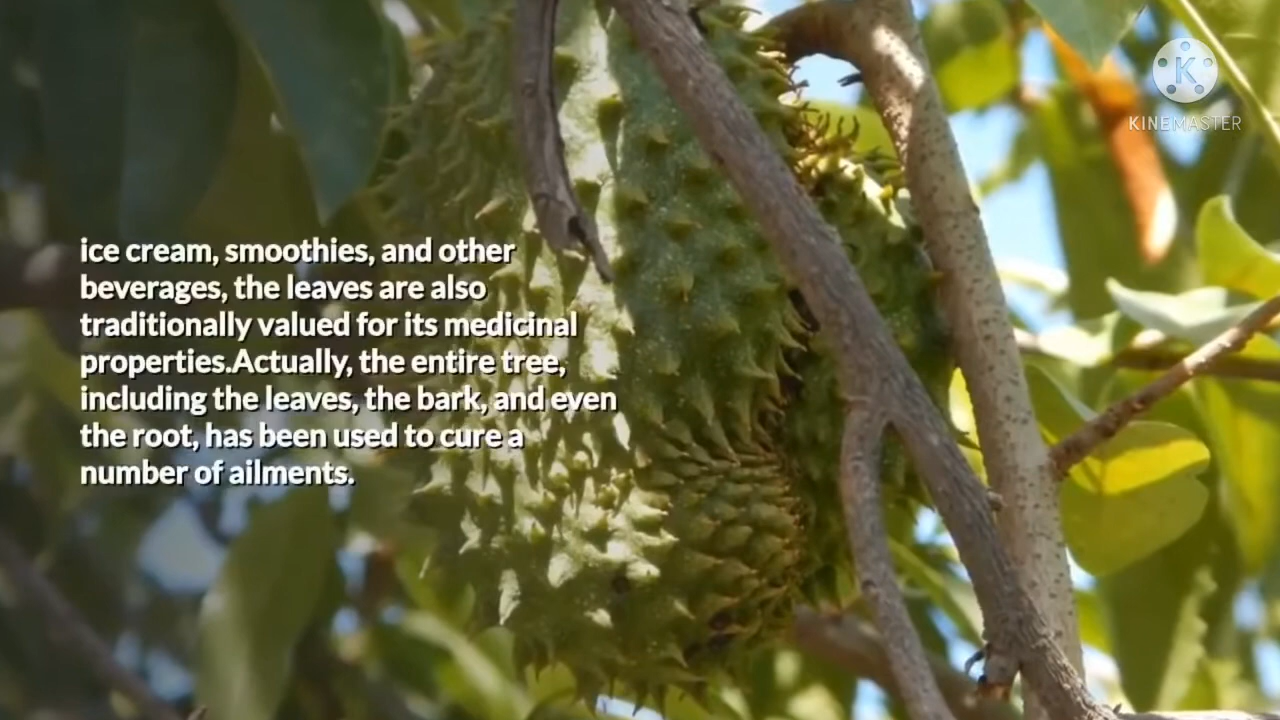 K
KINEMASTER
ice cream, smoothies, and other
beverages, the leaves are also
traditionally valued for its medicinal
properties.Actually, the entire tree,
including the leaves, the bark, and even
the root, has been used to cure a
number of ailments.